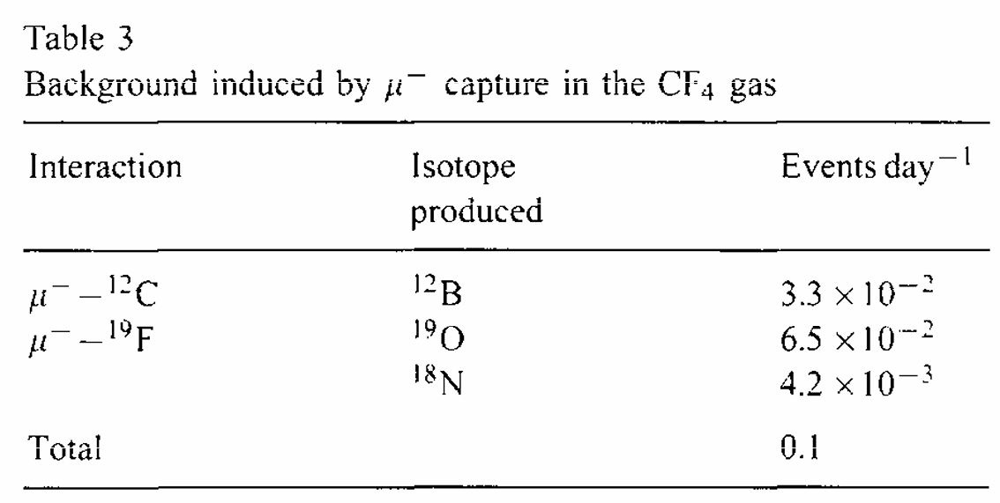 Table 3
Background induced by μ⁻ capture in the CF₄ gas
Interaction Isotope produced Events day⁻¹
μ⁻ – ¹²C ¹²B 3.3 × 10⁻²
μ⁻ – ¹⁹F ¹⁹O 6.5 × 10⁻²
¹⁸N 4.2 × 10⁻³
Total 0.1